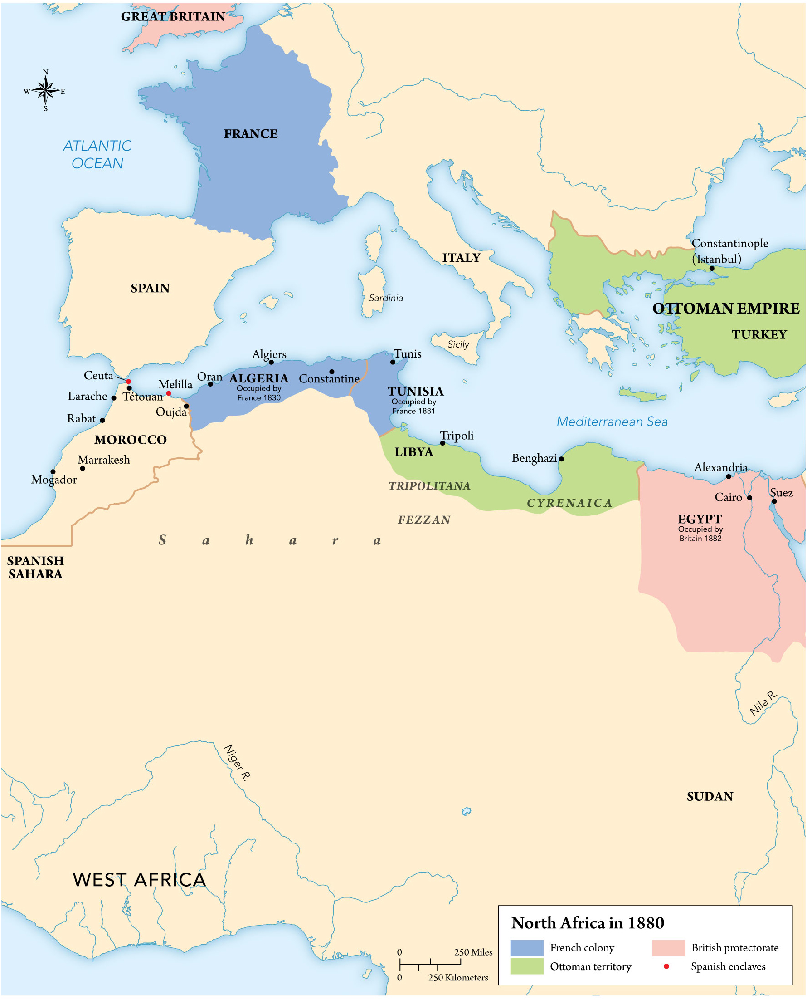 GREAT BRITAIN
N
W
E
S
FRANCE
ATLANTIC
OCEAN
Constantinople
(Istanbul)
ITALY
SPAIN
Sardinia
OTTOMAN EMPIRE
TURKEY
Sicily
Algiers
Tunis
Ceuta
Oran
ALGERIA
Occupied by
France 1830
Constantine
Melilla
TUNISIA
Occupied by
France 1881
Larache
Tétouan
Oujda
Rabat
Mediterranean Sea
MOROCCO
Tripoli
LIBYA
Marrakesh
Benghazi
Alexandria
Mogador
TRIPOLITANA
Cairo
Suez
CYRENAICA
FEZZAN
EGYPT
Occupied by
Britain 1882
Sahara
SPANISH
SAHARA
Nile R.
Niger R.
SUDAN
WEST AFRICA
North Africa in 1880
French colony
British protectorate
Ottoman territory
Spanish enclaves
0
250 Miles
0
250 Kilometers